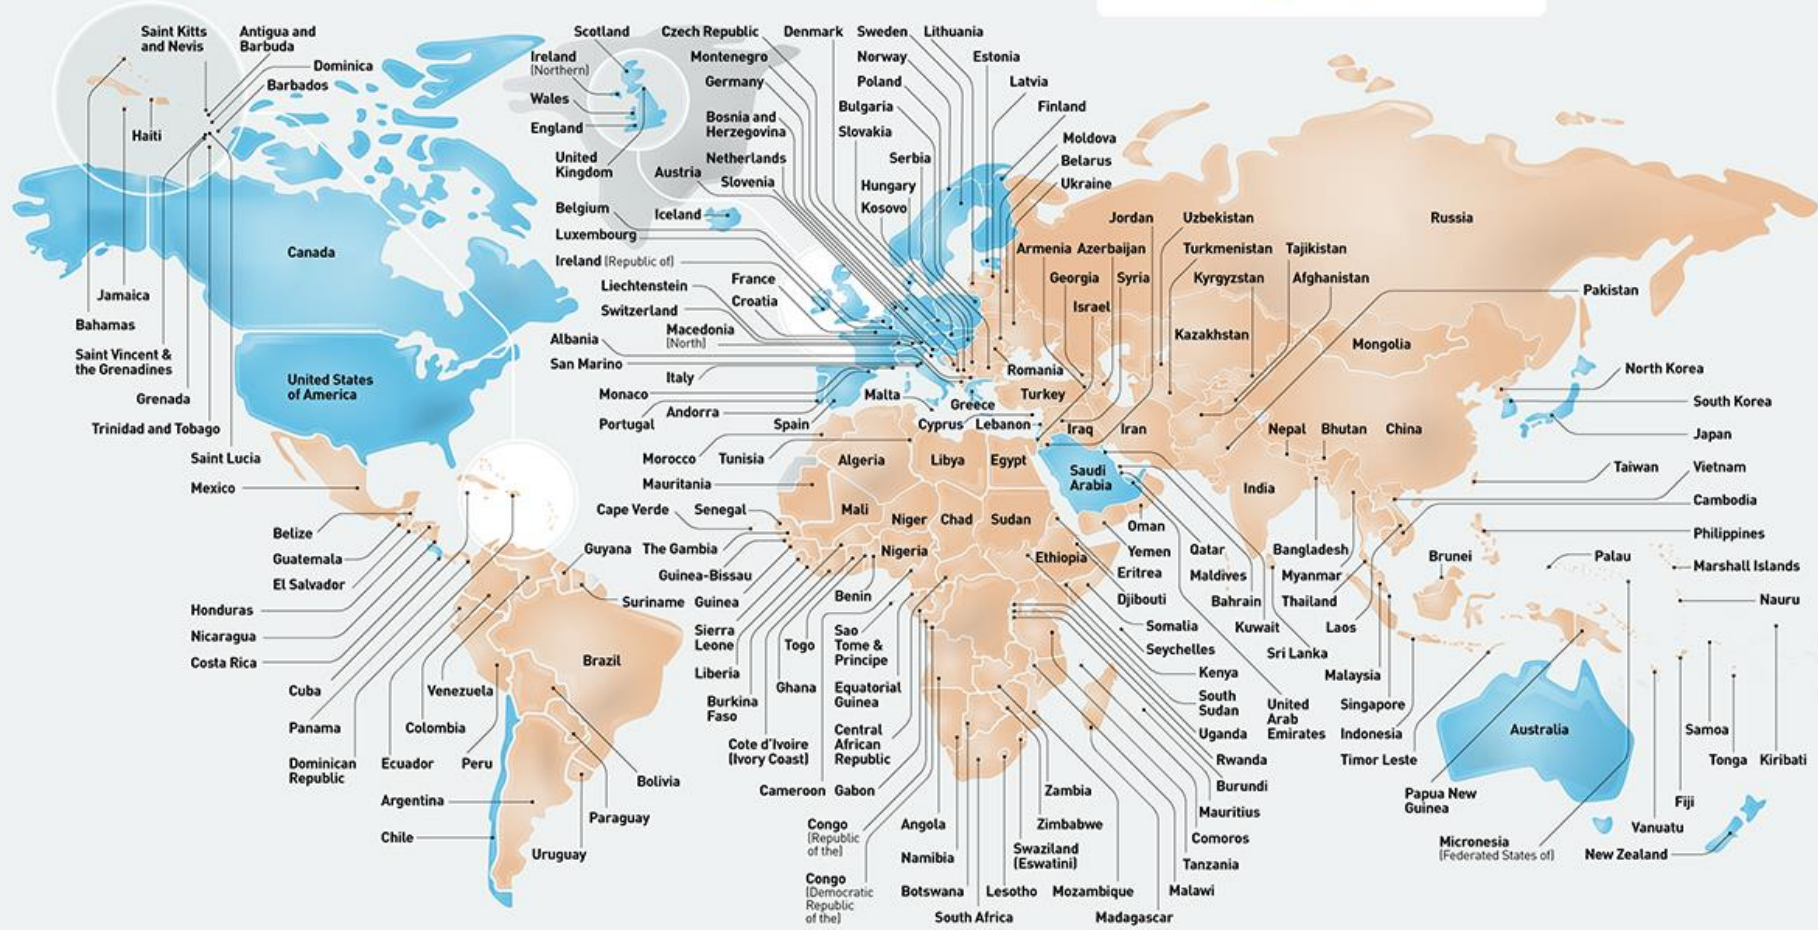 Saint Kitts
and Nevis
Antigua and
Barbuda
Dominica
Barbados
Haiti
Jamaica
Bahamas
Saint Vincent &
the Grenadines
Grenada
Trinidad and Tobago
Saint Lucia
Canada
United States
of America
Mexico
Belize
Guatemala
El Salvador
Honduras
Nicaragua
Costa Rica
Cuba
Panama
Dominican
Republic
Ecuador
Colombia
Venezuela
Peru
Guyana
Suriname
Brazil
Bolivia
Paraguay
Argentina
Chile
Uruguay
Scotland
Ireland
(Northern)
Wales
England
United
Kingdom
Iceland
Czech Republic
Montenegro
Germany
Bosnia and
Herzegovina
Netherlands
Austria
Slovenia
Belgium
Luxembourg
Ireland (Republic of)
Liechtenstein
France
Croatia
Switzerland
Macedonia
(North)
Albania
San Marino
Italy
Monaco
Andorra
Portugal
Spain
Malta
Greece
Cyprus
Lebanon
Denmark
Sweden
Lithuania
Norway
Estonia
Poland
Latvia
Bulgaria
Finland
Slovakia
Moldova
Serbia
Belarus
Hungary
Ukraine
Kosovo
Romania
Turkey
Jordan
Uzbekistan
Armenia
Azerbaijan
Turkmenistan
Tajikistan
Georgia
Syria
Kyrgyzstan
Afghanistan
Israel
Pakistan
Russia
Kazakhstan
Mongolia
Iraq
Iran
Nepal
Bhutan
China
India
Saudi
Arabia
North Korea
South Korea
Japan
Taiwan
Vietnam
Cambodia
Philippines
Palau
Marshall Islands
Nauru
Brunei
Morocco
Tunisia
Algeria
Libya
Egypt
Mauritania
Mali
Niger
Chad
Sudan
Cape Verde
Senegal
The Gambia
Nigeria
Ethiopia
Guinea-Bissau
Guinea
Benin
Sierra
Leone
Togo
Sao
Tome &
Principe
Liberia
Ghana
Equatorial
Guinea
Burkina
Faso
Central
African
Republic
Cote d'Ivoire
(Ivory Coast)
Cameroon
Gabon
Congo
(Republic
of the)
Congo
(Democratic
Republic
of the)
Angola
Namibia
Botswana
South Africa
Lesotho
Swaziland
(Eswatini)
Zimbabwe
Zambia
Mozambique
Madagascar
Malawi
Tanzania
Comoros
Mauritius
Burundi
Rwanda
Uganda
South
Sudan
Kenya
Seychelles
Somalia
Djibouti
Eritrea
Yemen
Oman
Qatar
Maldives
Bahrain
Kuwait
Sri Lanka
United
Arab
Emirates
Bangladesh
Myanmar
Thailand
Laos
Malaysia
Singapore
Indonesia
Timor Leste
Papua New
Guinea
Micronesia
(Federated States of)
Australia
New Zealand
Vanuatu
Fiji
Samoa
Tonga
Kiribati